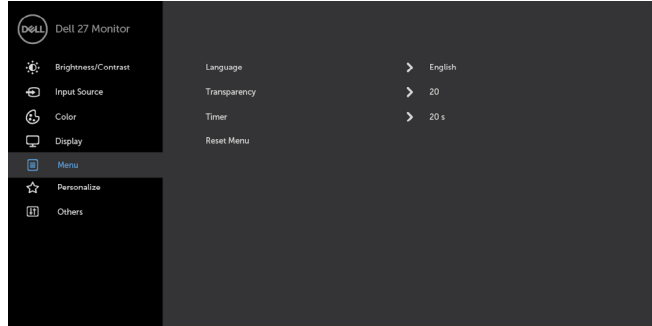 DELL Dell 27 Monitor
Brightness/Contrast
Input Source
Color
Display
Menu
Personalize
Others
Language English
Transparency 20
Timer 20 s
Reset Menu